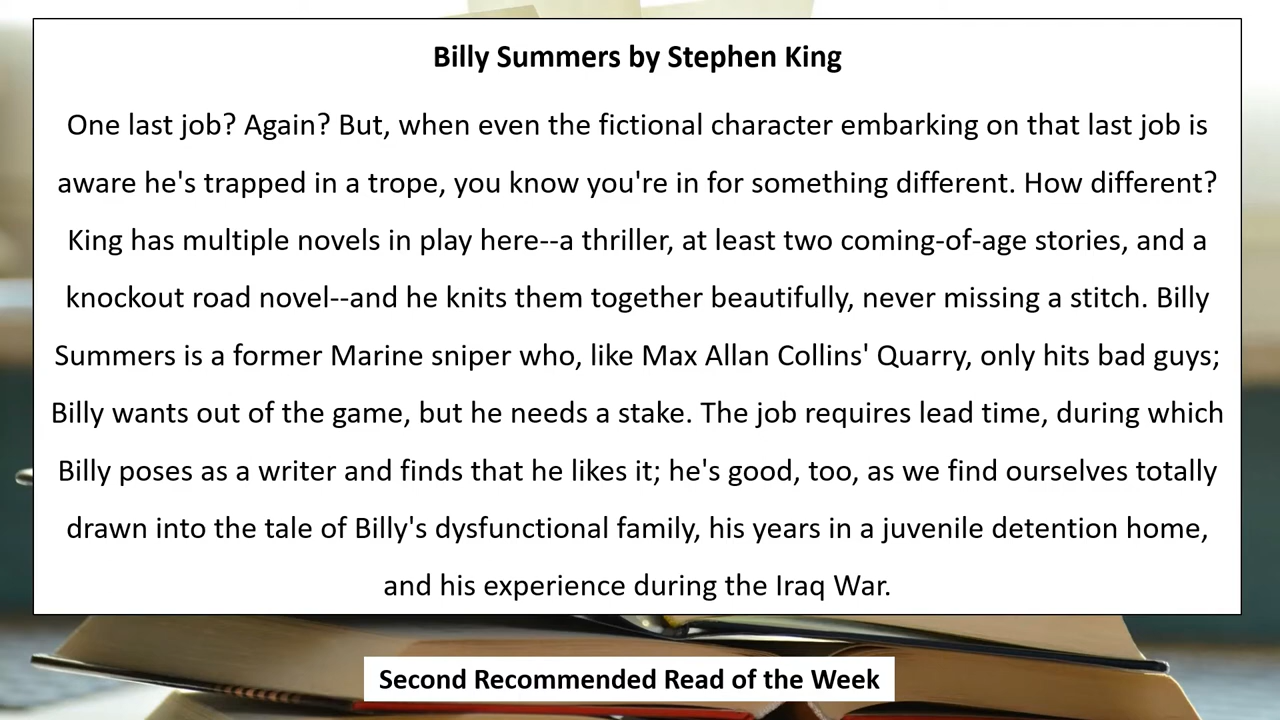 Billy Summers by Stephen King
One last job? Again? But, when even the fictional character embarking on that last job is
aware he's trapped in a trope, you know you're in for something different. How different?
King has multiple novels in play here--a thriller, at least two coming-of-age stories, and a
knockout road novel--and he knits them together beautifully, never missing a stitch. Billy
Summers is a former Marine sniper who, like Max Allan Collins' Quarry, only hits bad guys;
Billy wants out of the game, but he needs a stake. The job requires lead time, during which
Billy poses as a writer and finds that he likes it; he's good, too, as we find ourselves totally
drawn into the tale of Billy's dysfunctional family, his years in a juvenile detention home,
and his experience during the Iraq War.
Second Recommended Read of the Week